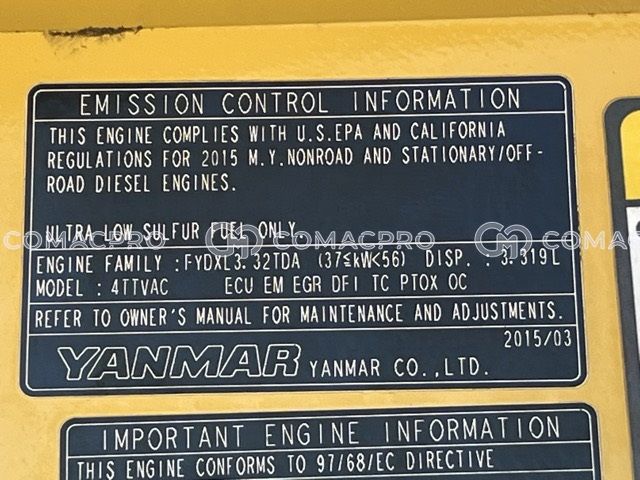 EMISSION CONTROL INFORMATION
THIS ENGINE COMPLIES WITH U.S.EPA AND CALIFORNIA
REGULATIONS FOR 2015 M.Y.NONROAD AND STATIONARY/OFF-
ROAD DIESEL ENGINES.
ULTRA LOW SULFUR FUEL ONLY
COMACPRO COMACPRO COMAC
ENGINE FAMILY :FYDXL3.32TDA (37≤kW<56) DISP. : 3.319L
MODEL : 4TTVAC ECU EM EGR DFI TC PTOX OC
REFER TO OWNER'S MANUAL FOR MAINTENANCE AND ADJUSTMENTS.
2015/03
YANMAR YANMAR CO.,LTD.
IMPORTANT ENGINE INFORMATION
THIS ENGINE CONFORMS TO 97/68/EC DIRECTIVE